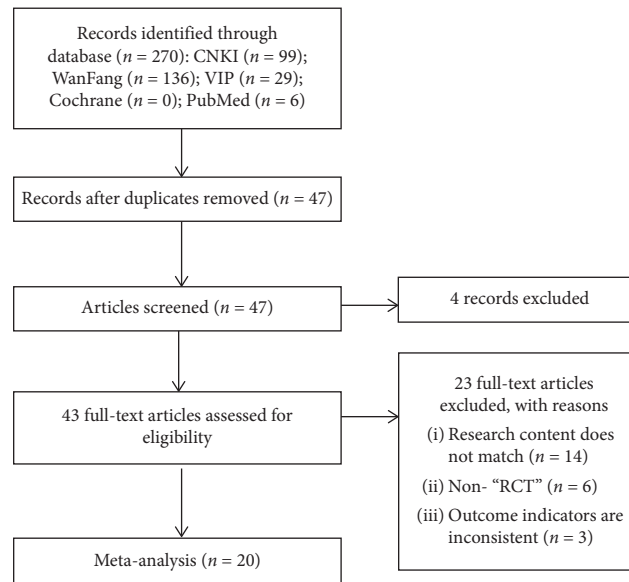 Records identified through
database (n = 270): CNKI (n = 99);
WanFang (n = 136); VIP (n = 29);
Cochrane (n = 0); PubMed (n = 6)
Records after duplicates removed (n = 47)
Articles screened (n = 47)
4 records excluded
43 full-text articles assessed for
eligibility
23 full-text articles
excluded, with reasons
(i) Research content does
not match (n = 14)
(ii) Non- “RCT” (n = 6)
(iii) Outcome indicators are
inconsistent (n = 3)
Meta-analysis (n = 20)